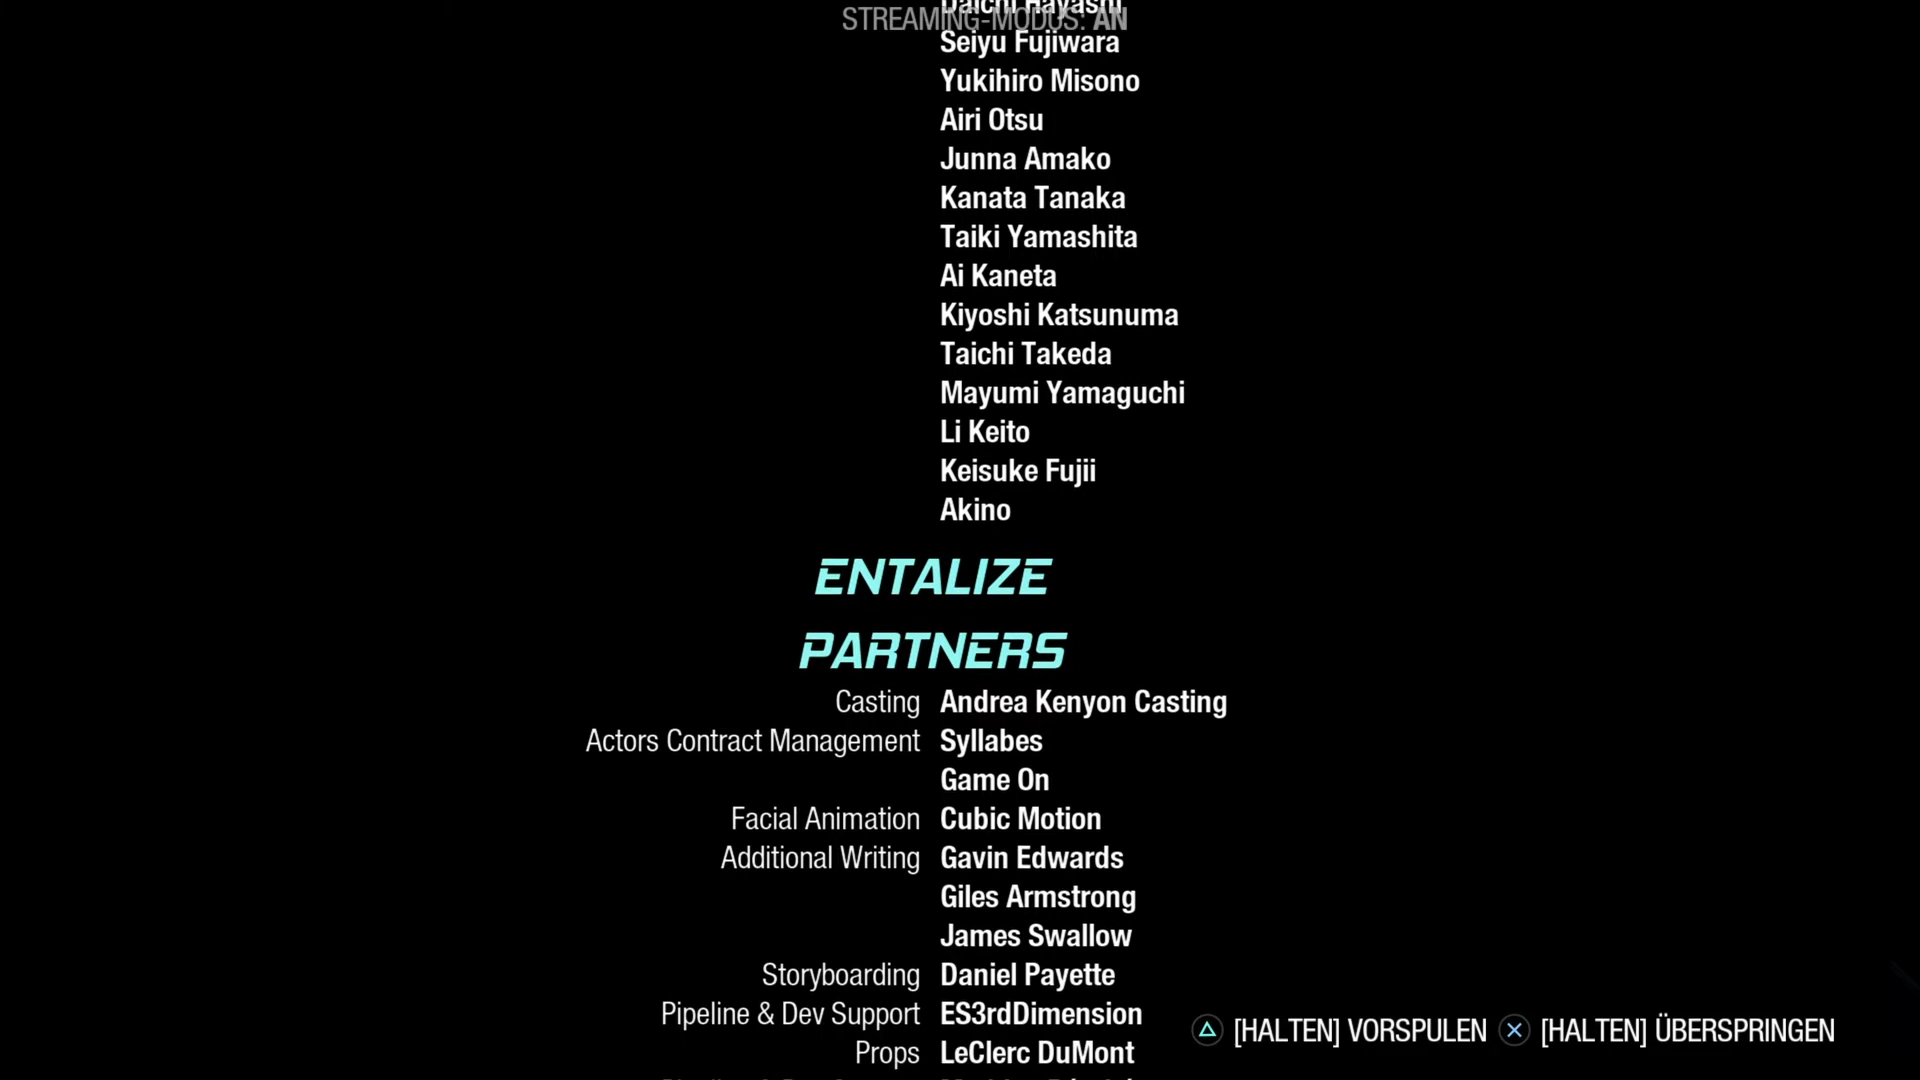 Daichi Hayashi
STREAMING-MODUS: AN
Seiyu Fujiwara
Yukihiro Misono
Airi Otsu
Junna Amako
Kanata Tanaka
Taiki Yamashita
Ai Kaneta
Kiyoshi Katsunuma
Taichi Takeda
Mayumi Yamaguchi
Li Keito
Keisuke Fujii
Akino
ENTALIZE
PARTNERS
Casting Andrea Kenyon Casting
Actors Contract Management Syllabes
Game On
Facial Animation Cubic Motion
Additional Writing Gavin Edwards
Giles Armstrong
James Swallow
Storyboarding Daniel Payette
Pipeline & Dev Support ES3rdDimension
[HALTEN] VORSPULEN [HALTEN] ÜBERSPRINGEN
Props LeClerc DuMont